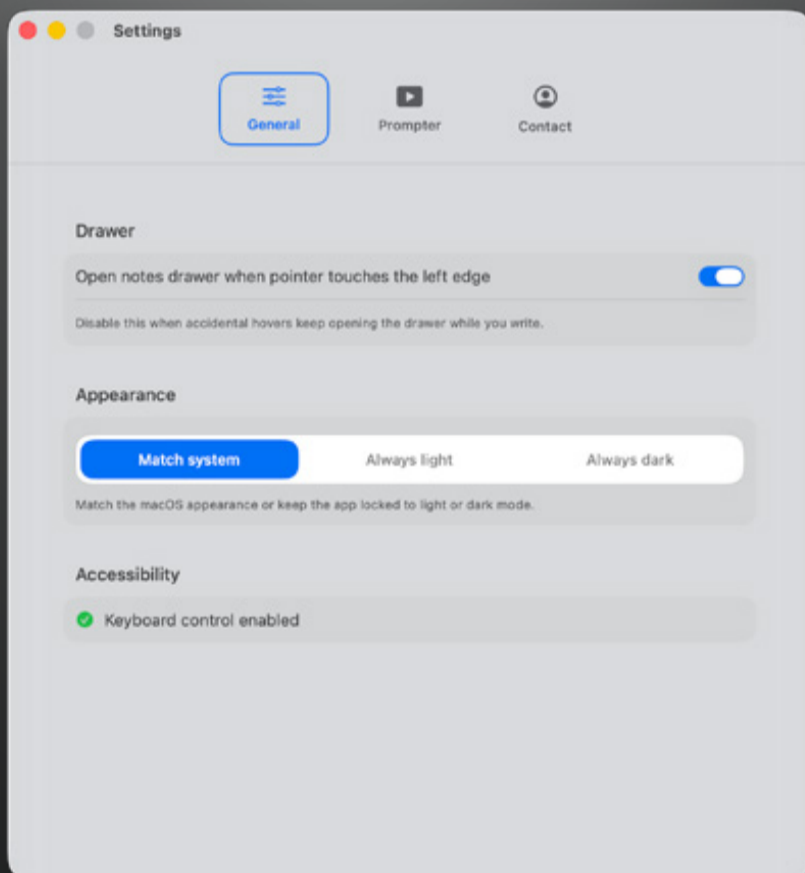 Settings
General
Prompter
Contact
Drawer
Open notes drawer when pointer touches the left edge
Disable this when accidental hovers keep opening the drawer while you write.
Appearance
Match system
Always light
Always dark
Match the macOS appearance or keep the app locked to light or dark mode.
Accessibility
Keyboard control enabled